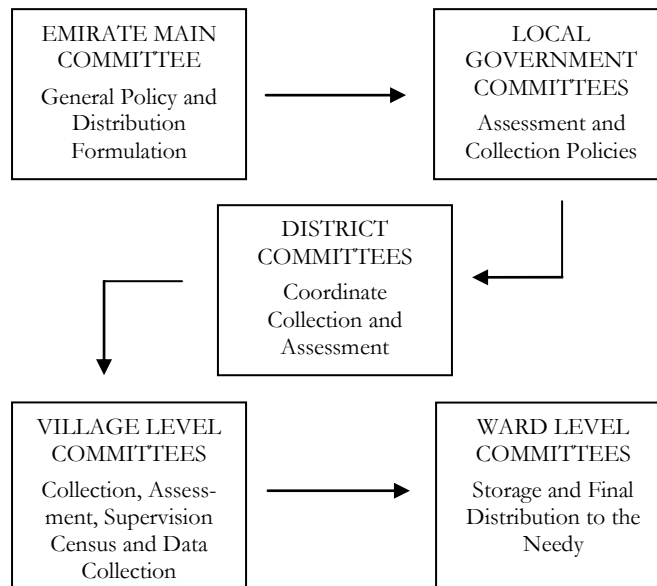 EMIRATE MAIN
COMMITTEE
General Policy and
Distribution
Formulation
LOCAL
GOVERNMENT
COMMITTEES
Assessment and
Collection Policies
DISTRICT
COMMITTEES
Coordinate
Collection and
Assessment
VILLAGE LEVEL
COMMITTEES
Collection, Assess-
ment, Supervision
Census and Data
Collection
WARD LEVEL
COMMITTEES
Storage and Final
Distribution to the
Needy